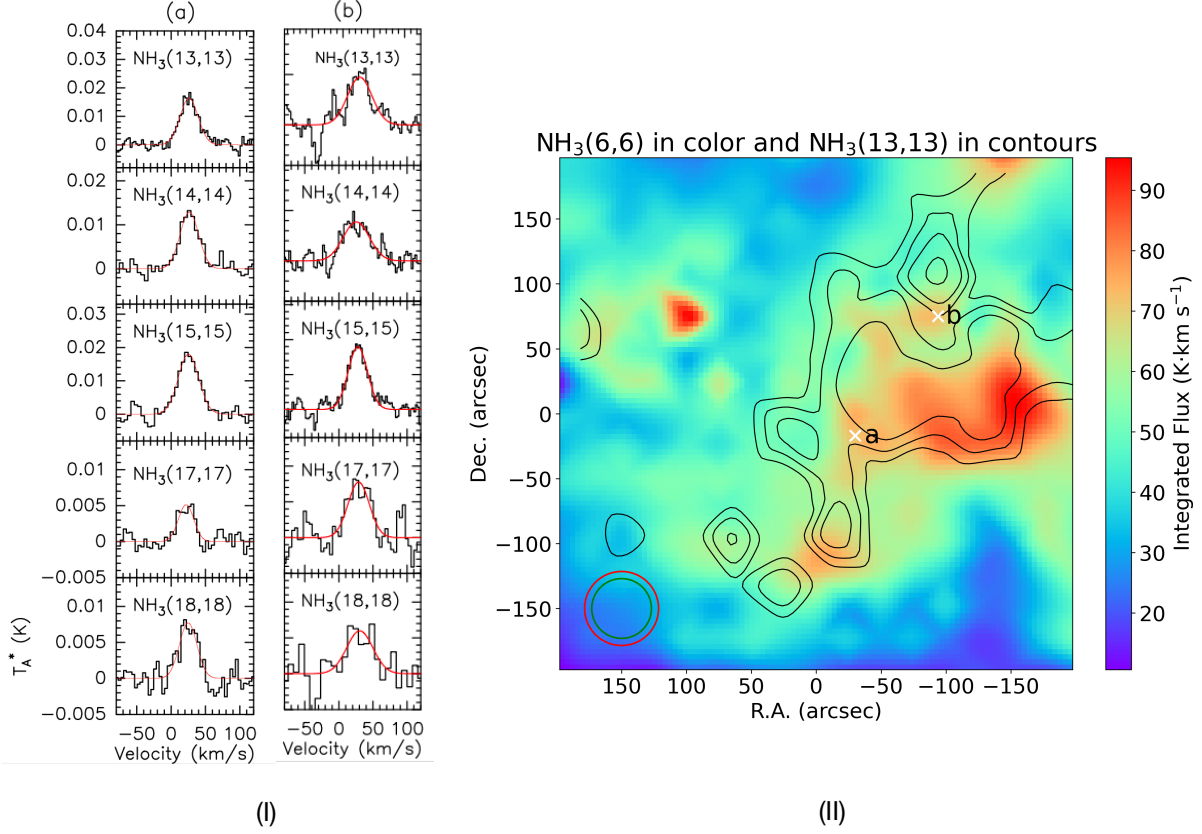 (a)
(b)
0.04
0.03
0.02
0.01
0
NH₃(13,13)
NH₃(13,13)
0.02
0.01
0
NH₃(14,14)
NH₃(14,14)
0.03
0.02
0.01
0
NH₃(15,15)
NH₃(15,15)
0.01
0.005
0
−0.005
NH₃(17,17)
NH₃(17,17)
0.01
0.005
0
−0.005
NH₃(18,18)
NH₃(18,18)
T_A* (K)
−50 0 50 100
−50 0 50 100
Velocity (km/s)
Velocity (km/s)
(I)
NH₃(6,6) in color and NH₃(13,13) in contours
150
100
50
0
−50
−100
−150
Dec. (arcsec)
b
a
150 100 50 0 −50 −100 −150
R.A. (arcsec)
90
80
70
60
50
40
30
20
Integrated Flux (K·km s⁻¹)
(II)